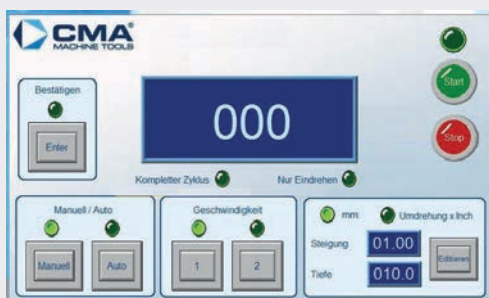 CMA®
MACHINE TOOLS
Bestätigen
Enter
000
Start
Stop
Kompletter Zyklus
Nur Eindrehen
Manuell / Auto
Manuell
Auto
Geschwindigkeit
1
2
mm
Umdrehung x Inch
Steigung
01.00
Tiefe
010.0
Editieren